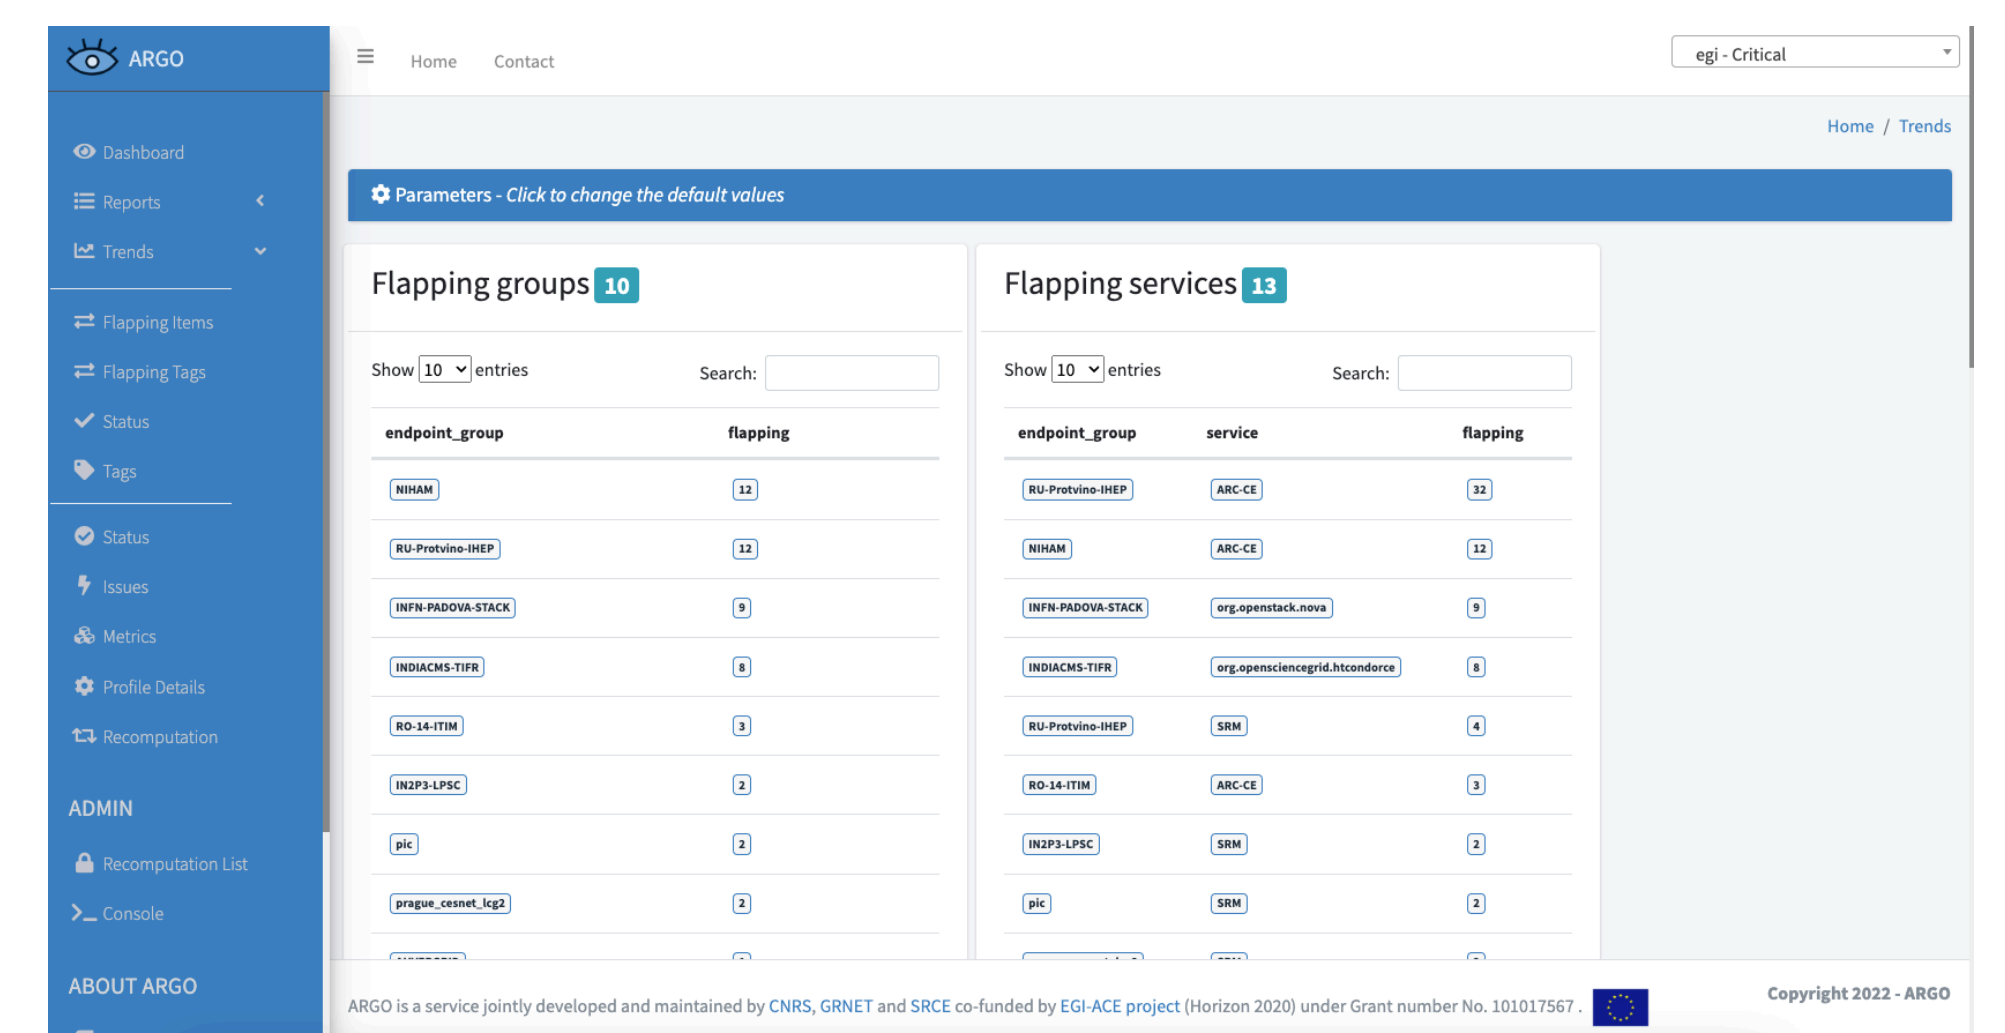 ARGO
Home Contact
egi - Critical
Home / Trends
Dashboard
Reports
Trends
Flapping Items
Flapping Tags
Status
Tags
Status
Issues
Metrics
Profile Details
Recomputation
ADMIN
Recomputation List
Console
ABOUT ARGO
Parameters - Click to change the default values
Flapping groups 10
Show 10 entries
Search:
endpoint_group flapping
NIHAM 12
RU-Protvino-IHEP 12
INFN-PADOVA-STACK 9
INDIACMS-TIFR 8
RO-14-ITIM 3
IN2P3-LPSC 2
pic 2
prague_cesnet_lcg2 2
Flapping services 13
Show 10 entries
Search:
endpoint_group service flapping
RU-Protvino-IHEP ARC-CE 32
NIHAM ARC-CE 12
INFN-PADOVA-STACK org.openstack.nova 9
INDIACMS-TIFR org.opensciencegrid.htcondorce 8
RU-Protvino-IHEP SRM 4
RO-14-ITIM ARC-CE 3
IN2P3-LPSC SRM 2
pic SRM 2
ARGO is a service jointly developed and maintained by CNRS, GRNET and SRCE co-funded by EGI-ACE project (Horizon 2020) under Grant number No. 101017567 .
Copyright 2022 - ARGO